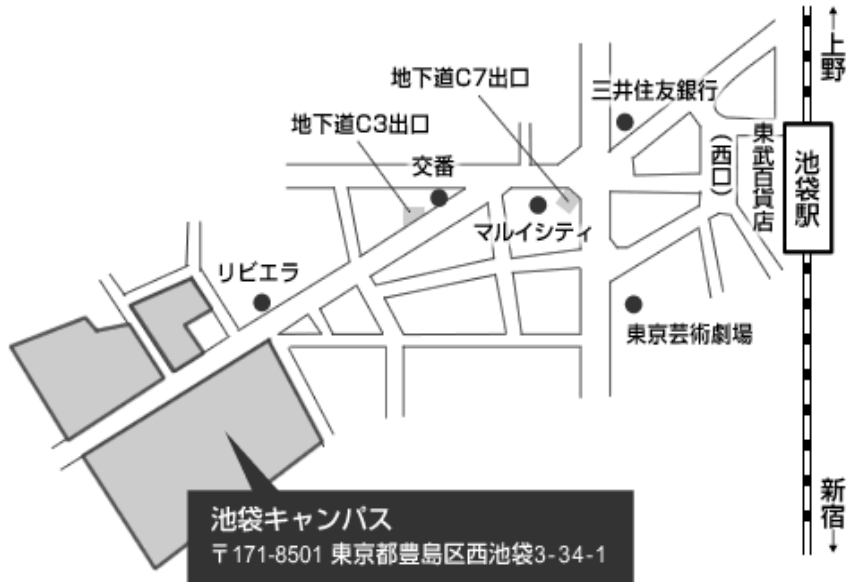 上野
地下道C7出口
三井住友銀行
地下道C3出口
東武百貨店
(西口)
池袋駅
交番
マルイシティ
リビエラ
東京芸術劇場
新宿
池袋キャンパス
〒171-8501 東京都豊島区西池袋3-34-1